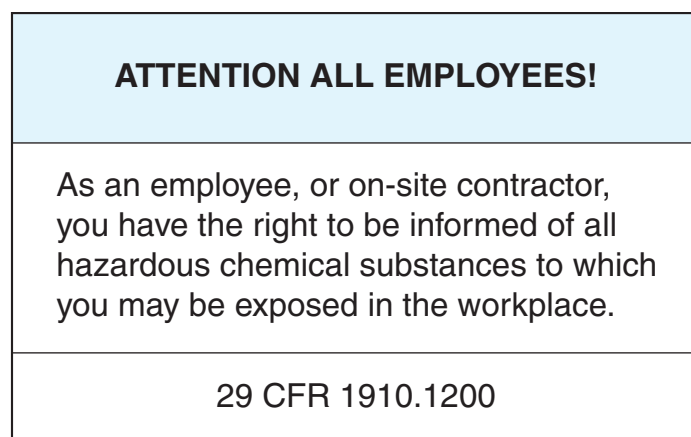 ATTENTION ALL EMPLOYEES!
As an employee, or on-site contractor,
you have the right to be informed of all
hazardous chemical substances to which
you may be exposed in the workplace.
29 CFR 1910.1200